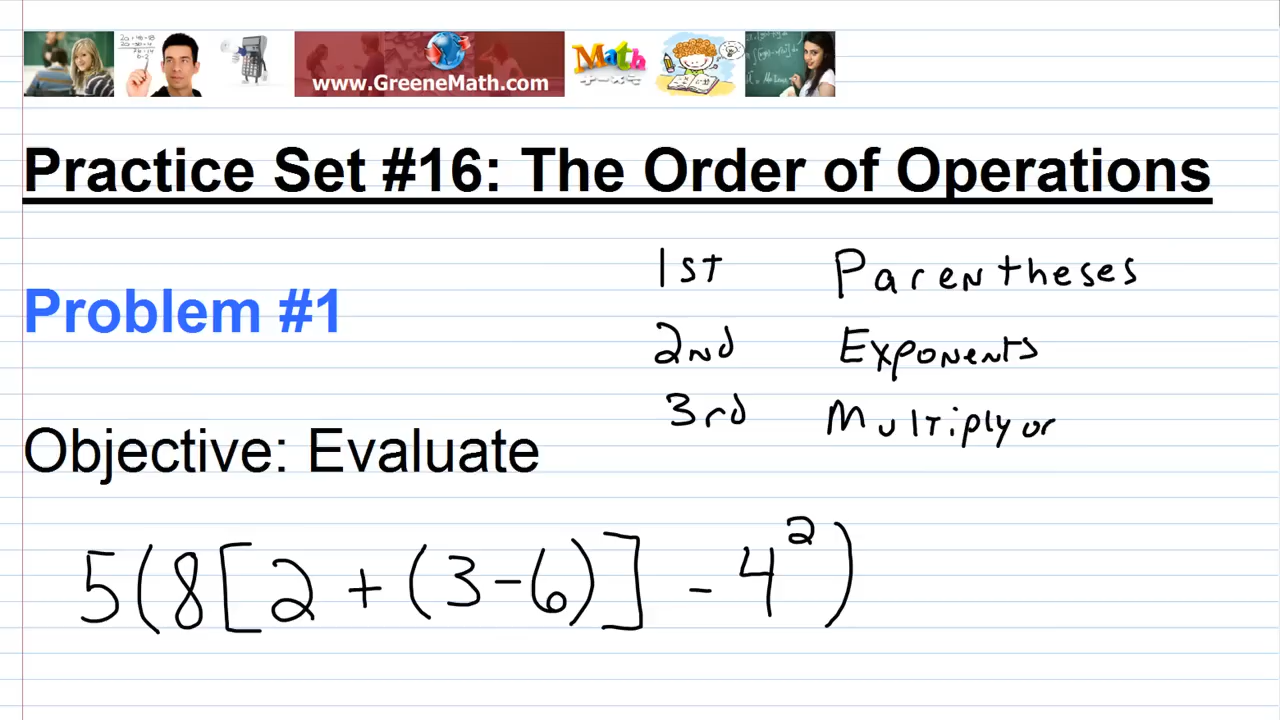 www.GreeneMath.com
Math
Practice Set #16: The Order of Operations
1st Parentheses
Problem #1
2nd Exponents
3rd Multiply or
Objective: Evaluate
5(8[2 + (3-6)] - 4²)